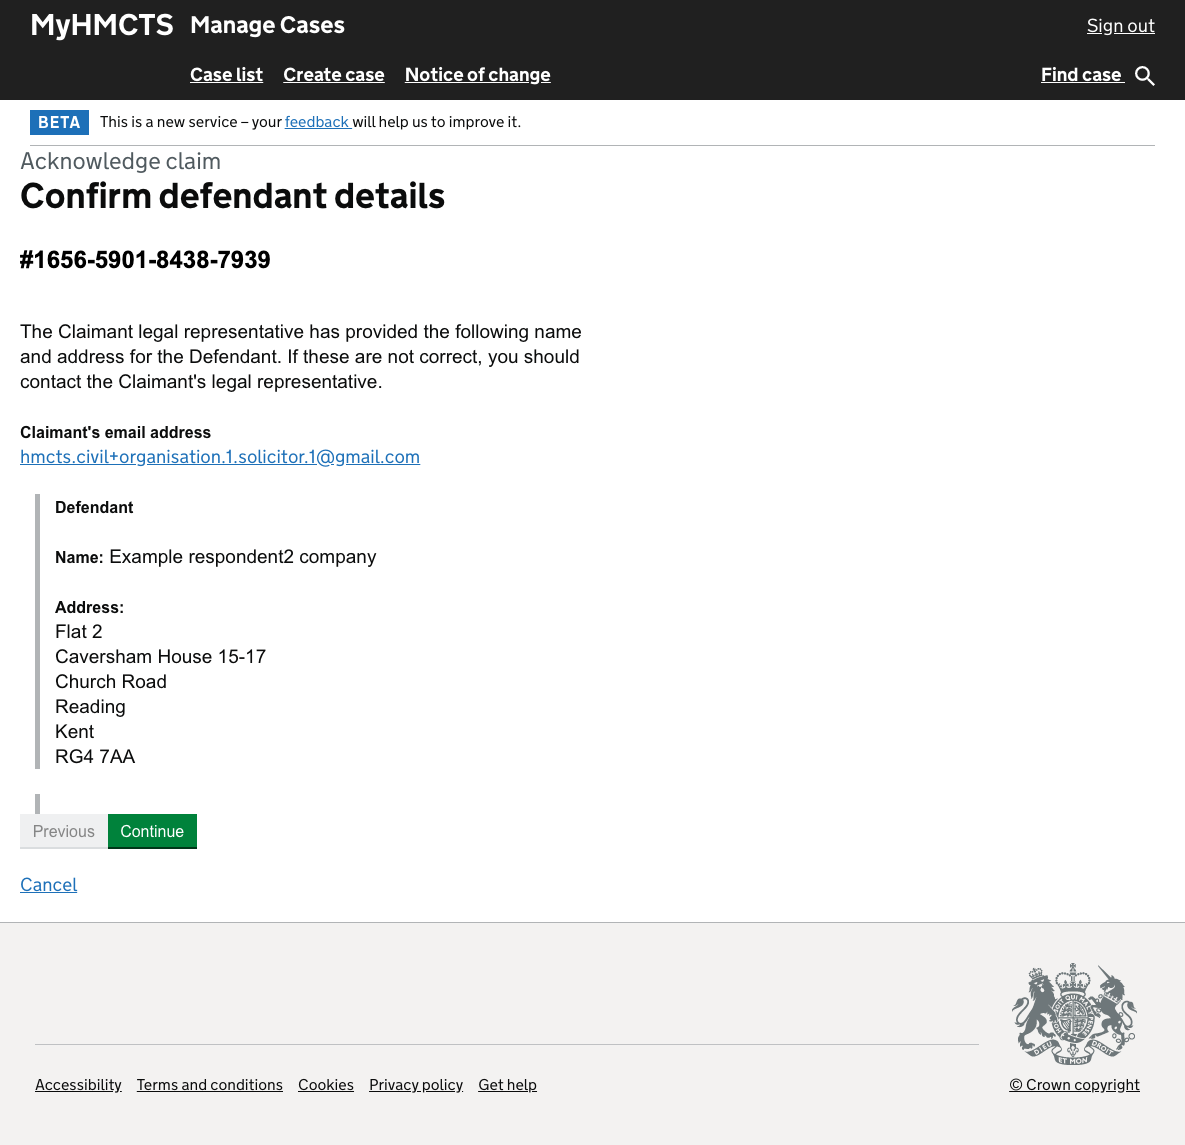 MyHMCTS Manage Cases Sign out
Case list Create case Notice of change Find case
BETA This is a new service – your feedback will help us to improve it.
Acknowledge claim
Confirm defendant details
#1656-5901-8438-7939
The Claimant legal representative has provided the following name
and address for the Defendant. If these are not correct, you should
contact the Claimant's legal representative.
Claimant's email address
hmcts.civil+organisation.1.solicitor.1@gmail.com
Defendant
Name: Example respondent2 company
Address:
Flat 2
Caversham House 15-17
Church Road
Reading
Kent
RG4 7AA
Previous Continue
Cancel
DIEU ET MON DROIT
Accessibility Terms and conditions Cookies Privacy policy Get help © Crown copyright